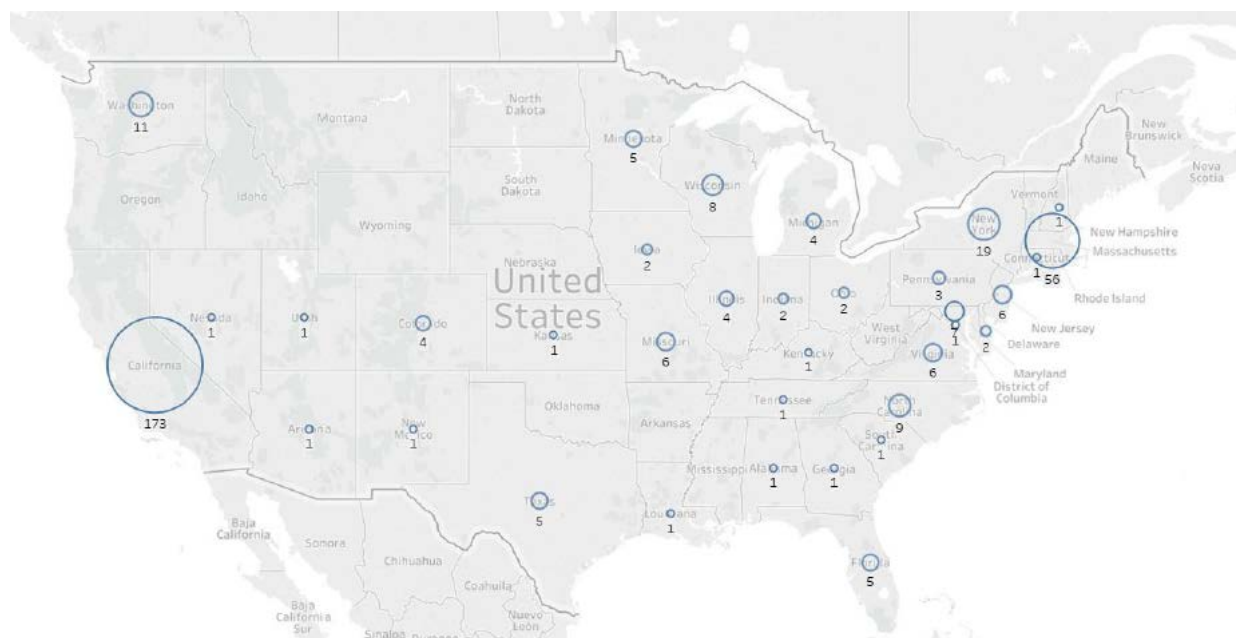 Washington
11
Montana
North
Dakota
Minnesota
5
Oregon
Idaho
Wyoming
South
Dakota
Wisconsin
8
Michigan
4
Maine
New
Brunswick
Nova
Scotia
Vermont
1
New Hampshire
New
York
19
Massachusetts
Connecticut
1
56
Rhode Island
Nebraska
Iowa
2
United
States
Nevada
1
Utah
1
Colorado
4
Kansas
1
Missouri
6
Illinois
4
Indiana
2
Ohio
2
Pennsylvania
3
6
New Jersey
West
Virginia
7
1
2
Delaware
Virginia
6
Maryland
District of
Columbia
Kentucky
1
California
173
Arizona
1
New
Mexico
1
Oklahoma
Arkansas
Tennessee
1
North
Carolina
9
South
Carolina
1
Mississippi
Alabama
1
Georgia
1
Texas
5
Louisiana
1
Florida
5
Baja
California
Sonora
Chihuahua
Coahuila
Baja
California
Sur
Sinaloa
Durango
Nuevo
León